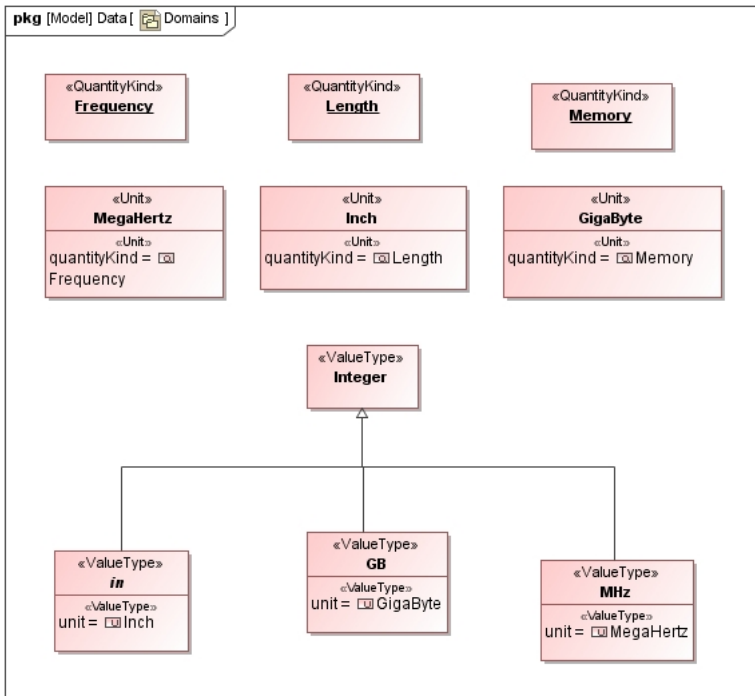 pkg [Model] Data [ Domains ]
«QuantityKind»
Frequency
«QuantityKind»
Length
«QuantityKind»
Memory
«Unit»
MegaHertz
«Unit»
quantityKind =
Frequency
«Unit»
Inch
«Unit»
quantityKind = Length
«Unit»
GigaByte
«Unit»
quantityKind = Memory
«ValueType»
Integer
«ValueType»
in
«ValueType»
unit = Inch
«ValueType»
GB
«ValueType»
unit = GigaByte
«ValueType»
MHz
«ValueType»
unit = MegaHertz